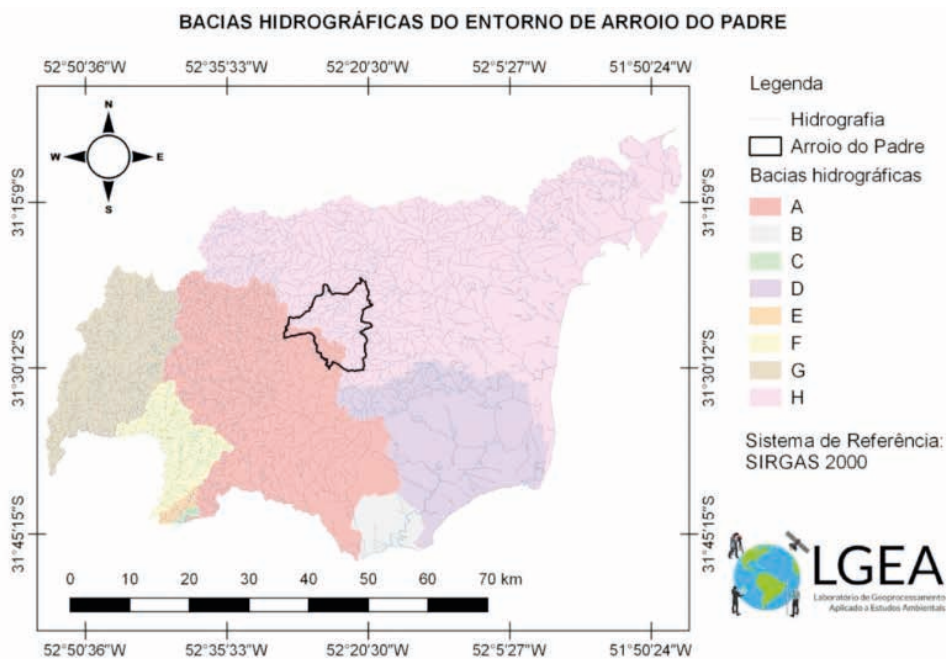 BACIAS HIDROGRÁFICAS DO ENTORNO DE ARROIO DO PADRE
52°50'36"W 52°35'33"W 52°20'30"W 52°5'27"W 51°50'24"W
N
W E
S
31°15'9"S 31°15'9"S
31°30'12"S 31°30'12"S
31°45'15"S 31°45'15"S
0 10 20 30 40 50 60 70 km
52°50'36"W 52°35'33"W 52°20'30"W 52°5'27"W 51°50'24"W
Legenda
Hidrografia
Arroio do Padre
Bacias hidrográficas
A
B
C
D
E
F
G
H
Sistema de Referência:
SIRGAS 2000
LGEA
Laboratório de Geoprocessamento
Aplicado a Estudos Ambientais